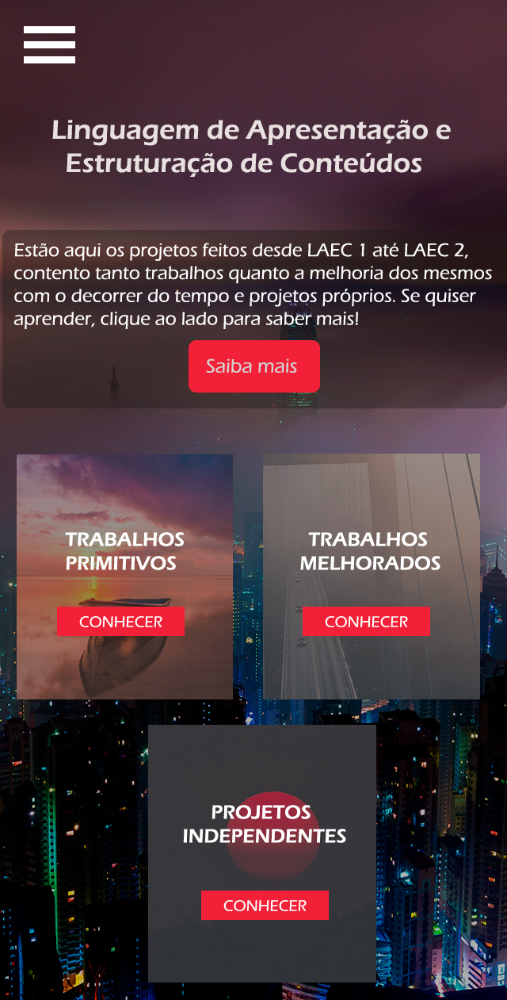 Linguagem de Apresentação e
Estruturação de Conteúdos
Estão aqui os projetos feitos desde LAEC 1 até LAEC 2,
contento tanto trabalhos quanto a melhoria dos mesmos
com o decorrer do tempo e projetos próprios. Se quiser
aprender, clique ao lado para saber mais!
Saiba mais
TRABALHOS
PRIMITIVOS
CONHECER
TRABALHOS
MELHORADOS
CONHECER
PROJETOS
INDEPENDENTES
CONHECER